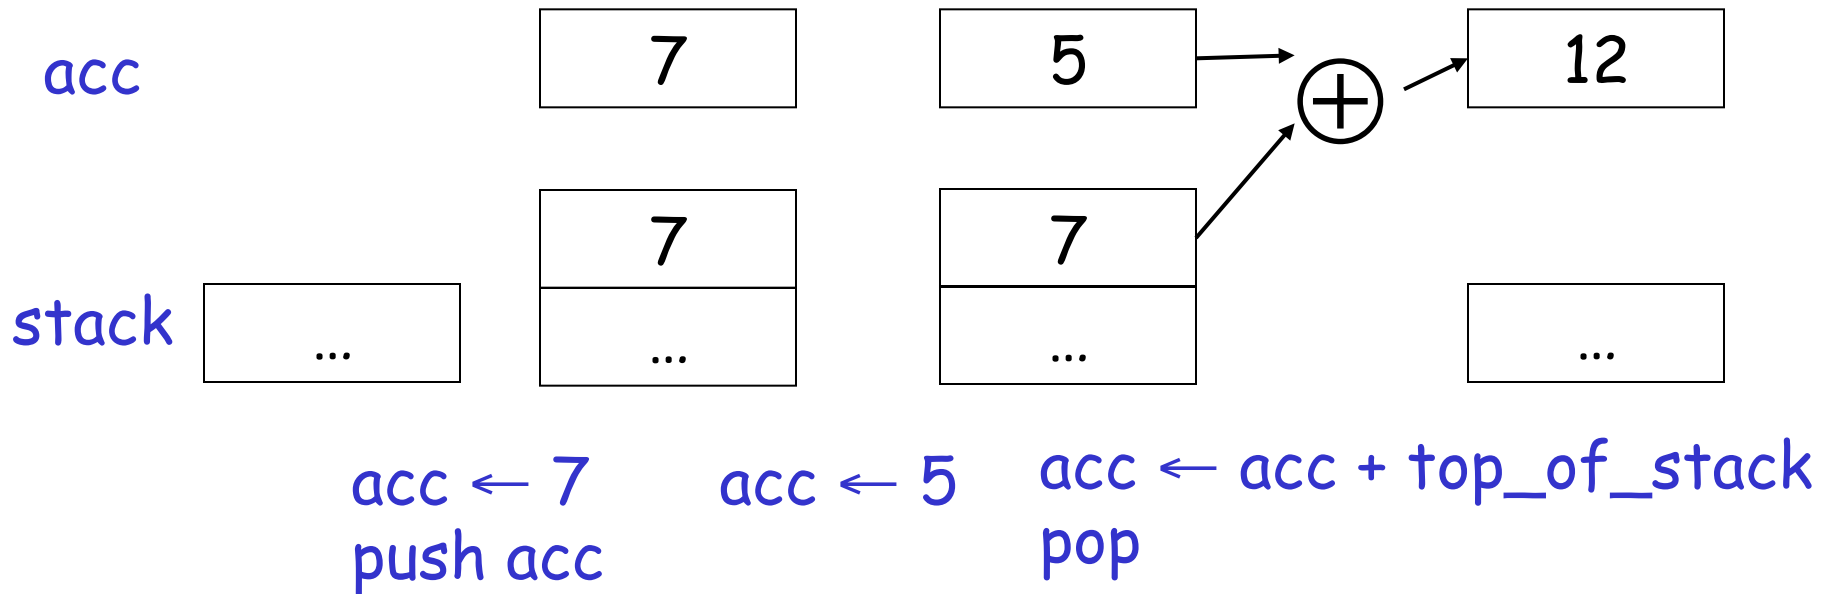 acc 7 5 12
7 7
stack ... ... ... ...
acc ← 7 acc ← 5 acc ← acc + top_of_stack
push acc pop